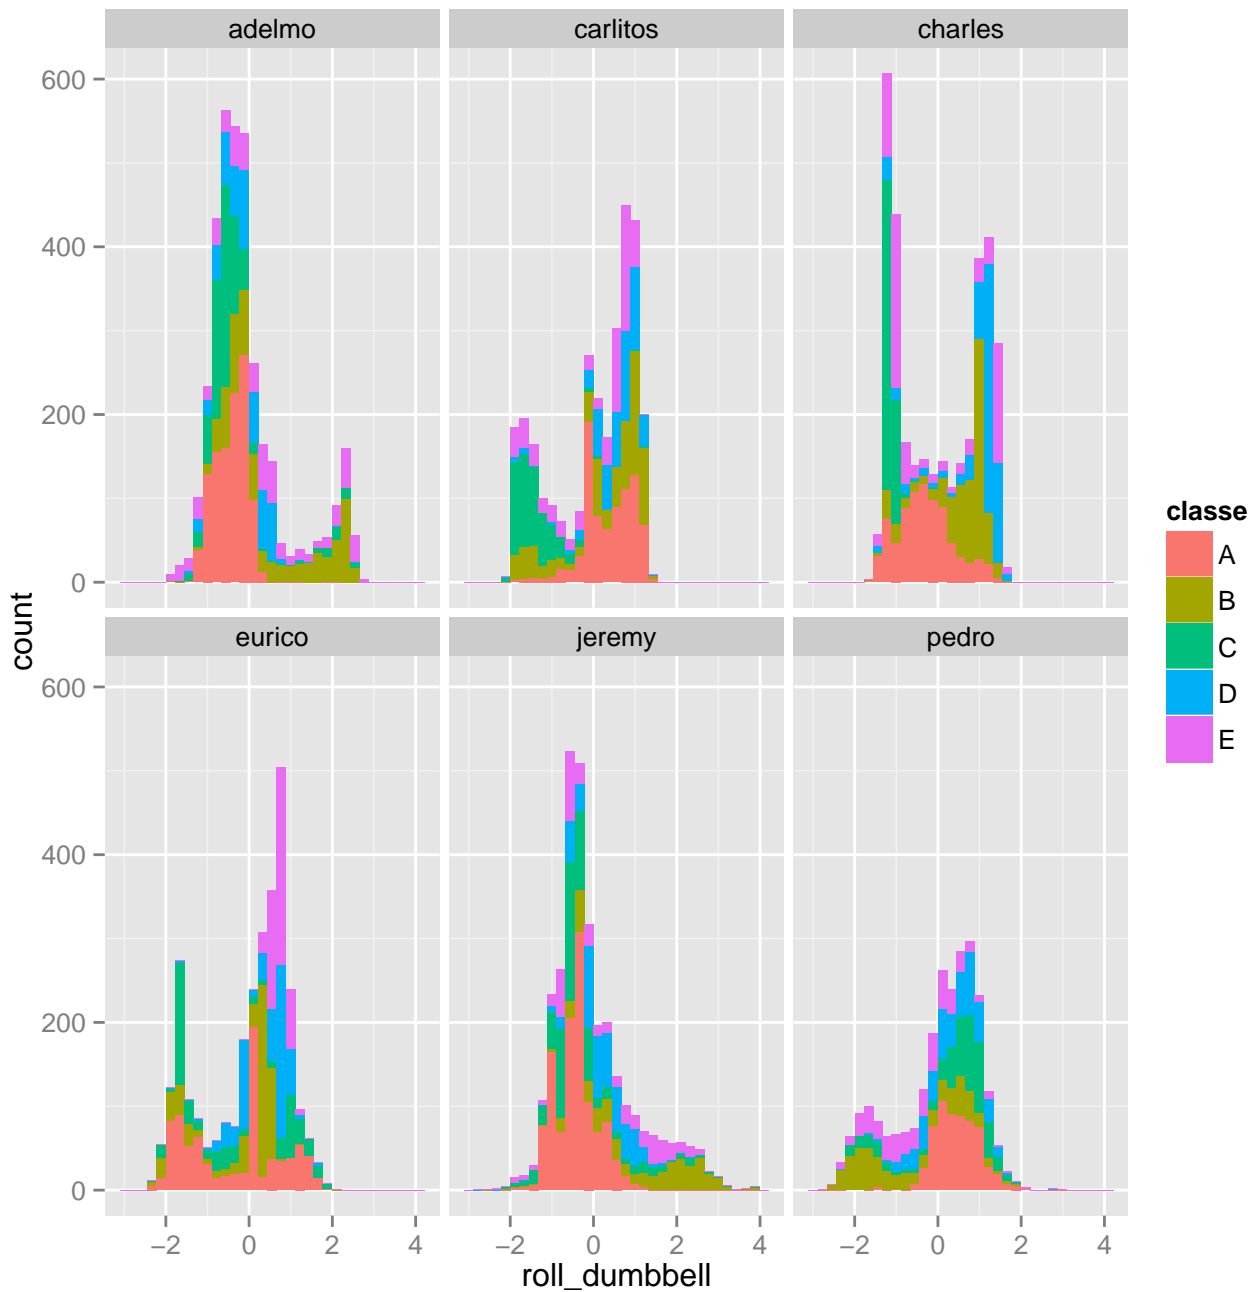 adelmo carlitos charles
600
400
200
0
eurico jeremy pedro
600
400
200
0
−2 0 2 4 −2 0 2 4 −2 0 2 4
roll_dumbbell
count
classe
A
B
C
D
E